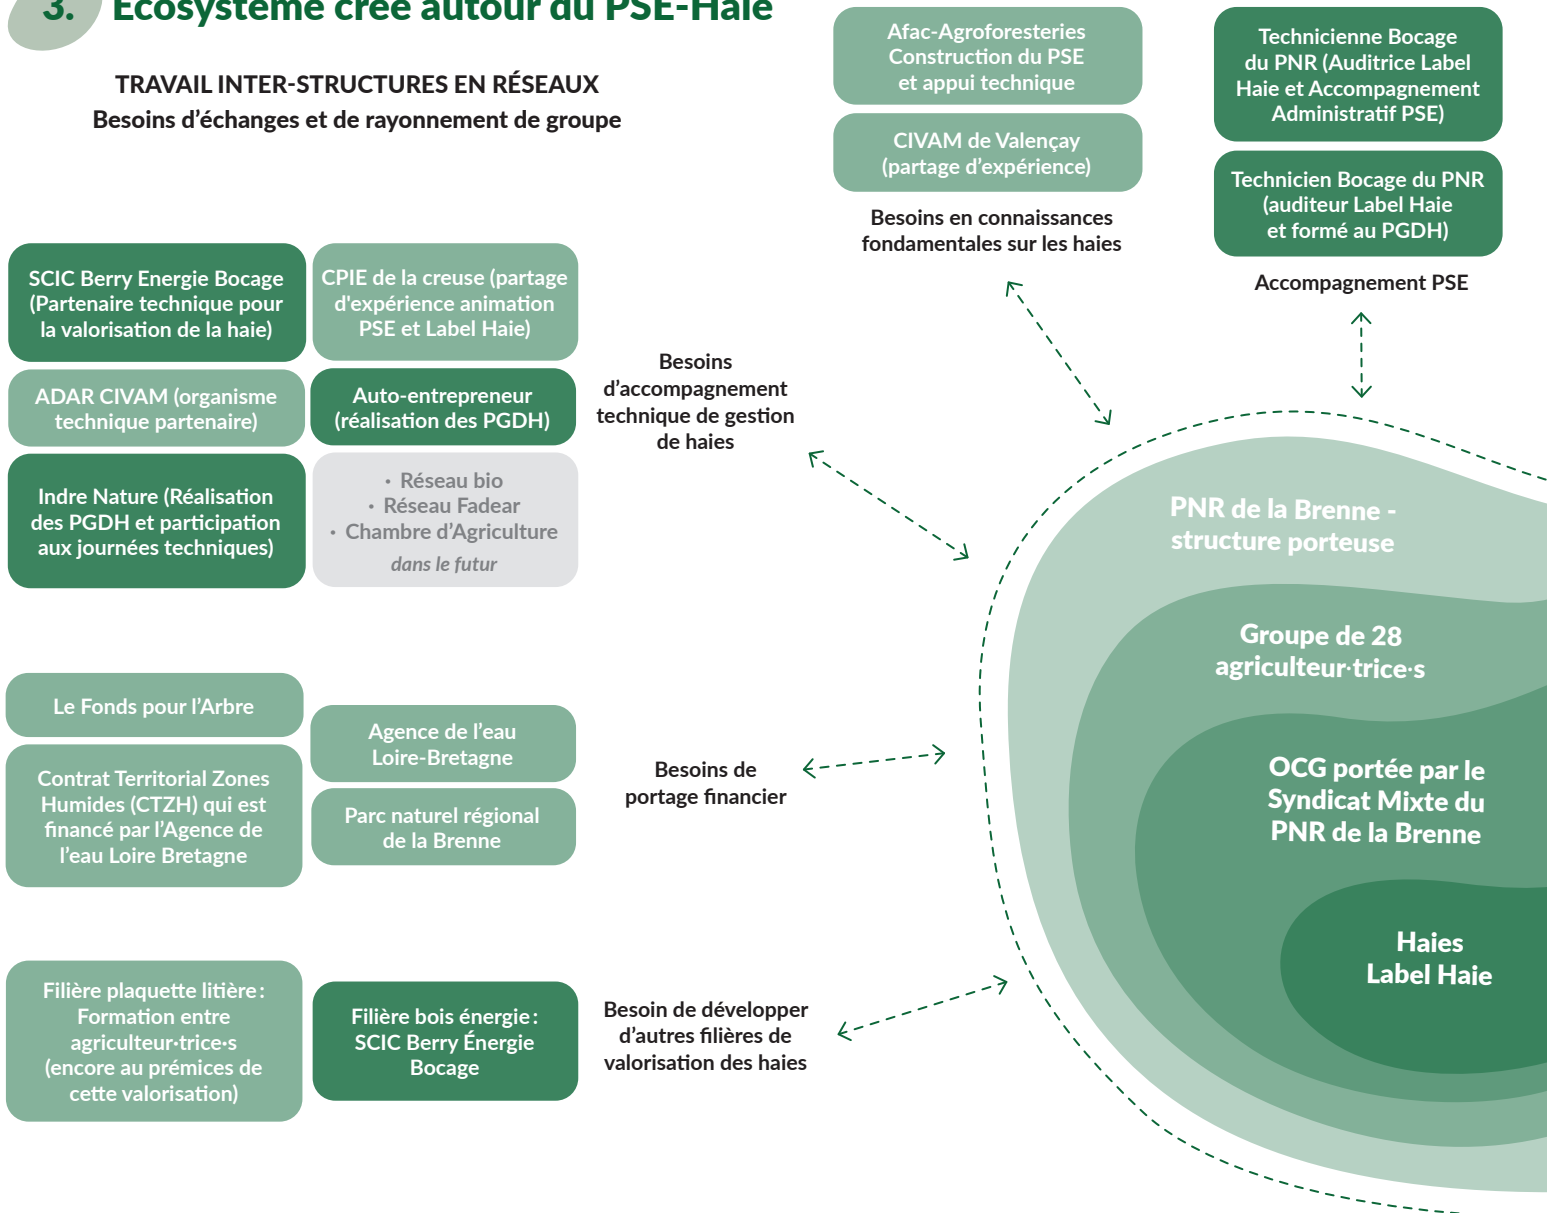 3. Écosystème créé autour du PSE-Haie
TRAVAIL INTER-STRUCTURES EN RÉSEAUX
Besoins d’échanges et de rayonnement de groupe
Afac-Agroforesteries
Construction du PSE
et appui technique
CIVAM de Valençay
(partage d’expérience)
Besoins en connaissances
fondamentales sur les haies
Technicienne Bocage
du PNR (Auditrice Label
Haie et Accompagnement
Administratif PSE)
Technicien Bocage du PNR
(auditeur Label Haie
et formé au PGDH)
Accompagnement PSE
SCIC Berry Energie Bocage
(Partenaire technique pour
la valorisation de la haie)
CPIE de la creuse (partage
d'expérience animation
PSE et Label Haie)
ADAR CIVAM (organisme
technique partenaire)
Auto-entrepreneur
(réalisation des PGDH)
Indre Nature (Réalisation
des PGDH et participation
aux journées techniques)
· Réseau bio
· Réseau Fadear
· Chambre d’Agriculture
dans le futur
Besoins
d’accompagnement
technique de gestion
de haies
Le Fonds pour l’Arbre
Contrat Territorial Zones
Humides (CTZH) qui est
financé par l’Agence de
l’eau Loire Bretagne
Agence de l’eau
Loire-Bretagne
Parc naturel régional
de la Brenne
Besoins de
portage financier
Filière plaquette litière :
Formation entre
agriculteur·trice·s
(encore au prémices de
cette valorisation)
Filière bois énergie :
SCIC Berry Énergie
Bocage
Besoin de développer
d’autres filières de
valorisation des haies
PNR de la Brenne -
structure porteuse
Groupe de 28
agriculteur·trice·s
OCG portée par le
Syndicat Mixte du
PNR de la Brenne
Haies
Label Haie